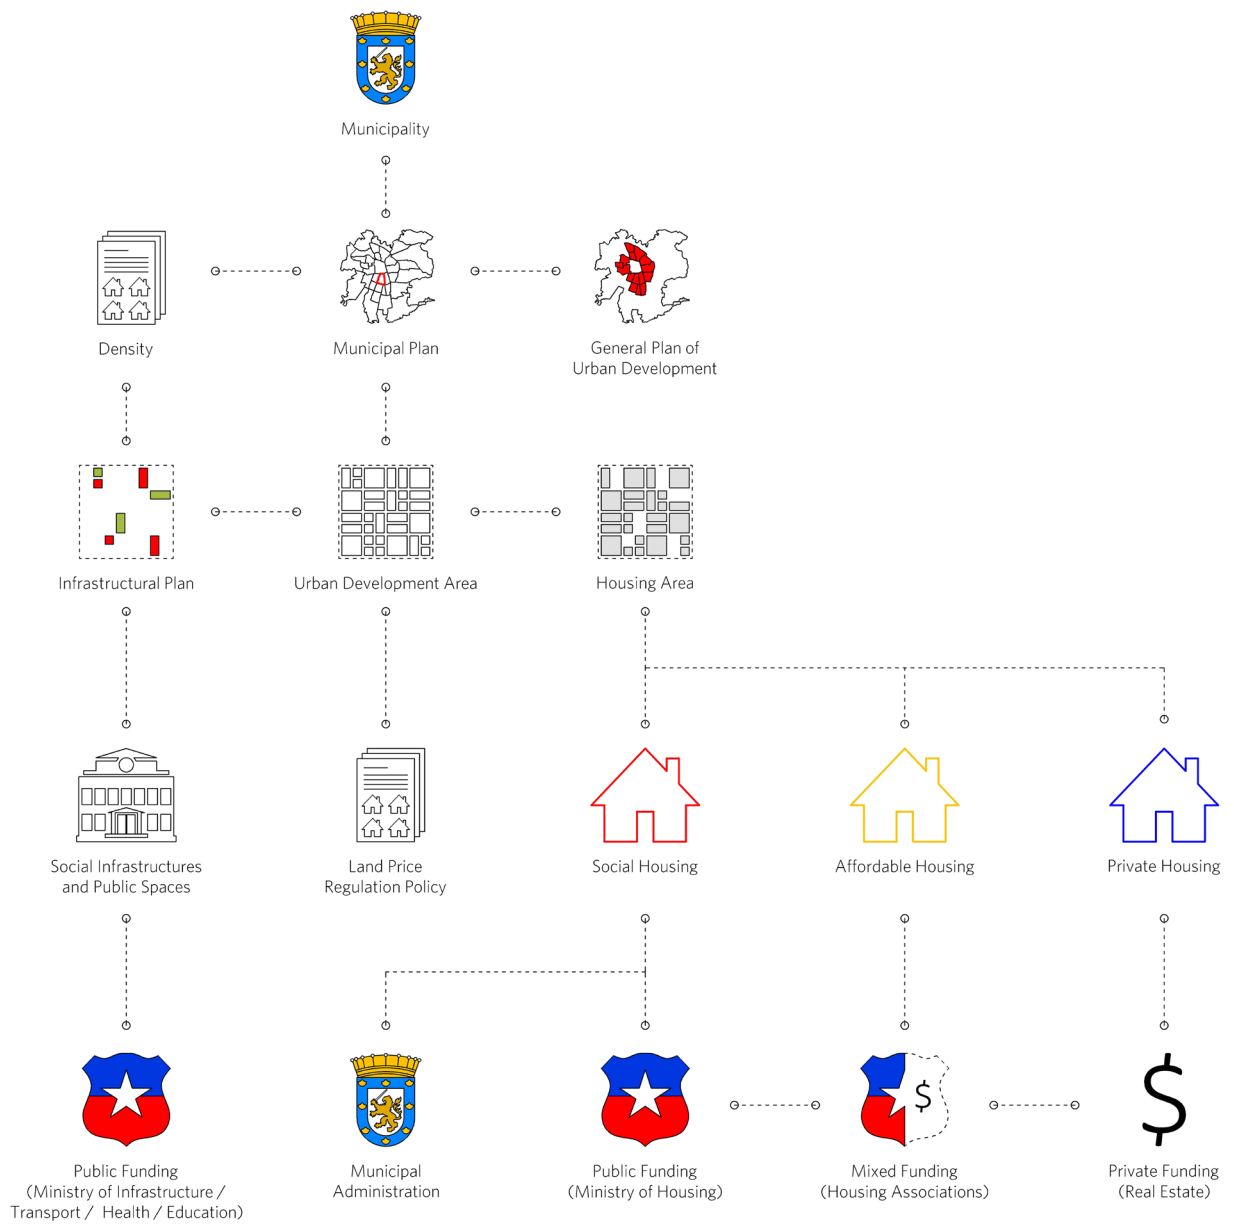 Municipality
Density
Municipal Plan
General Plan of
Urban Development
Infrastructural Plan
Urban Development Area
Housing Area
Social Infrastructures
and Public Spaces
Land Price
Regulation Policy
Social Housing
Affordable Housing
Private Housing
$
$
Public Funding
(Ministry of Infrastructure /
Transport / Health / Education)
Municipal
Administration
Public Funding
(Ministry of Housing)
Mixed Funding
(Housing Associations)
Private Funding
(Real Estate)